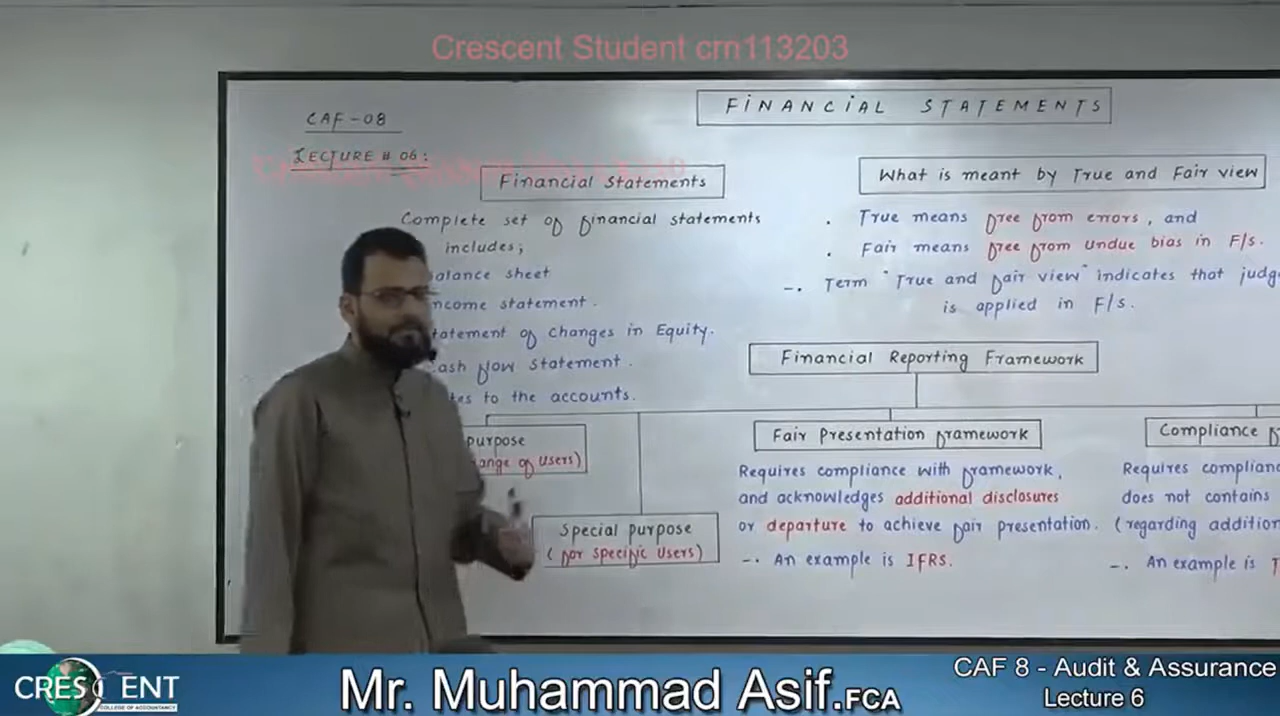 Crescent Student crn113203
FINANCIAL STATEMENTS
CAF-08
LECTURE # 06:
Financial Statements
Complete set of financial statements
includes;
alance sheet
ncome statement.
tatement of changes in Equity.
ash flow statement.
tes to the accounts.
purpose
ange of users)
Special purpose
(for specific users)
What is meant by True and Fair view
. True means free from errors, and
. Fair means free from undue bias in F/s.
-. Term "True and fair view" indicates that judg
is applied in F/s.
Financial Reporting Framework
Fair Presentation framework
Requires compliance with framework,
and acknowledges additional disclosures
or departure to achieve fair presentation.
-. An example is IFRS.
Compliance f
Requires complianc
does not contains
(regarding addition
-. An example is T
CRESCENT
COLLEGE OF ACCOUNTANCY
Mr. Muhammad Asif.FCA
CAF 8 - Audit & Assurance
Lecture 6